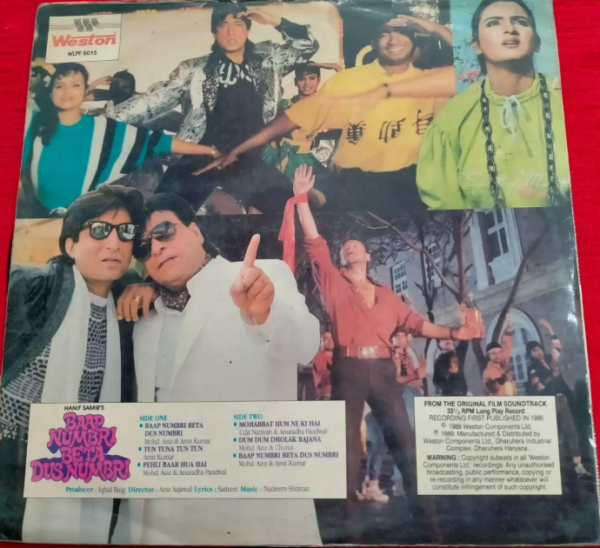 Weston
WLPF 5015
HANIF SAMIR'S
BAAP
NUMBRI
BETA
DUS NUMBRI
SIDE ONE
• BAAP NUMBRI BETA
DUS NUMBRI
Mohd. Aziz & Amit Kumar
• TUN TUNA TUN TUN
Amit Kumar
• PEHLI BAAR HUA HAI
Mohd. Aziz & Anuradha Paudwal
SIDE TWO
• MOHABBAT HUM NE KI HAI
Udit Narayan & Anuradha Paudwal
• DUM DUM DHOLAK BAJANA
Mohd. Aziz & Chorus
• BAAP NUMBRI BETA DUS NUMBRI
Mohd. Aziz & Amit Kumar
Producer : Iqbal Baig Director : Aziz Sejawal Lyrics : Sameer Music : Nadeem Shravan
FROM THE ORIGINAL FILM SOUNDTRACK
33⅓ RPM Long Play Record
RECORDING FIRST PUBLISHED IN 1989
℗ 1989 Weston Components Ltd.
© 1989 Manufactured & Distributed by
Weston Components Ltd., Dharuhera Industrial
Complex, Dharuhera Haryana.
WARNING : Copyright subsists in all 'Weston
Components Ltd.' recordings. Any unauthorised
broadcasting, public performance, copying or
re-recording in any manner whatsoever will
constitute infringement of such copyright.